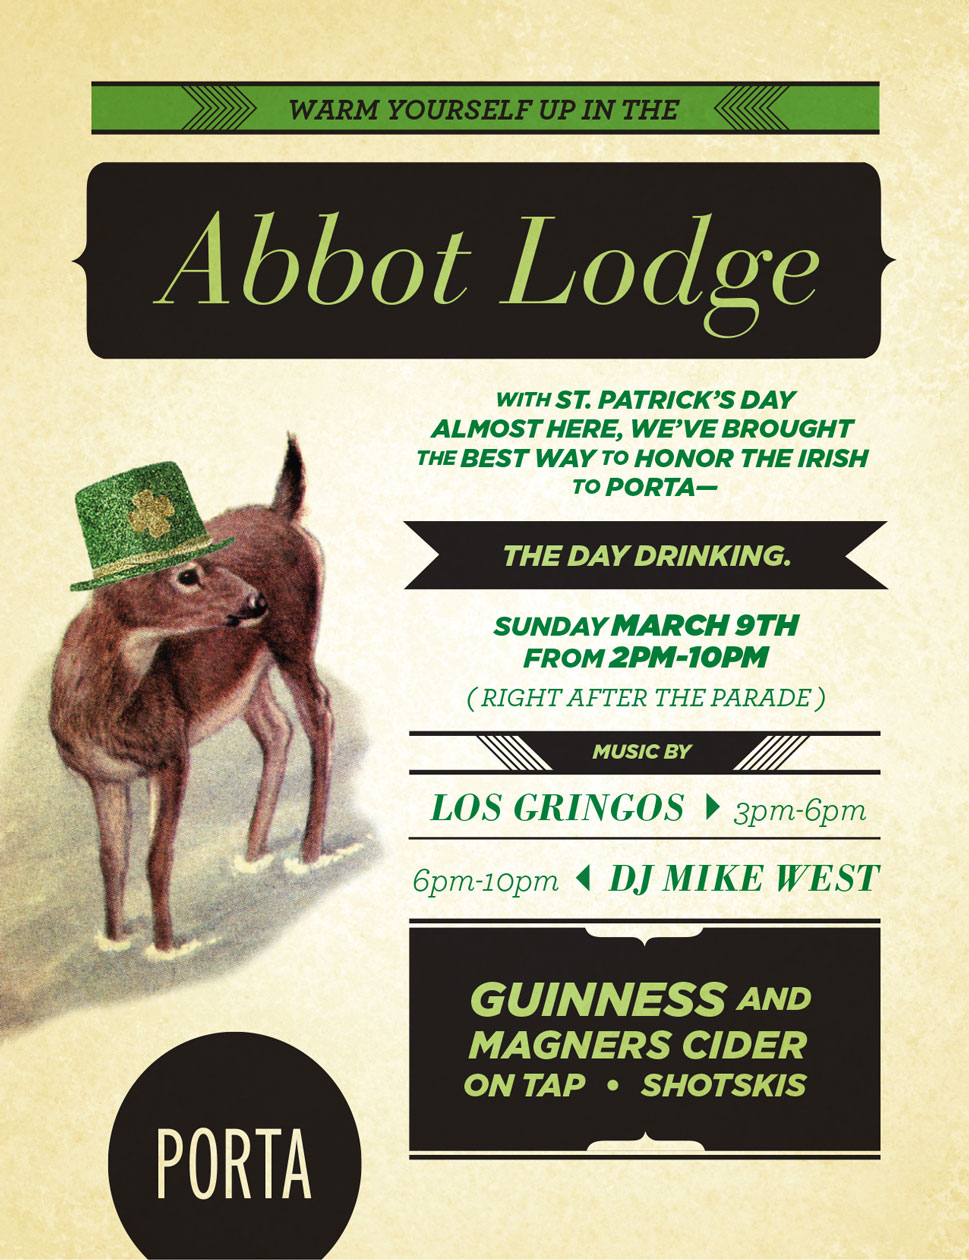 WARM YOURSELF UP IN THE
Abbot Lodge
WITH ST. PATRICK'S DAY
ALMOST HERE, WE'VE BROUGHT
THE BEST WAY TO HONOR THE IRISH
TO PORTA—
THE DAY DRINKING.
SUNDAY MARCH 9TH
FROM 2PM-10PM
( RIGHT AFTER THE PARADE )
MUSIC BY
LOS GRINGOS ▶ 3pm-6pm
6pm-10pm ◀ DJ MIKE WEST
GUINNESS AND
MAGNERS CIDER
ON TAP • SHOTSKIS
PORTA